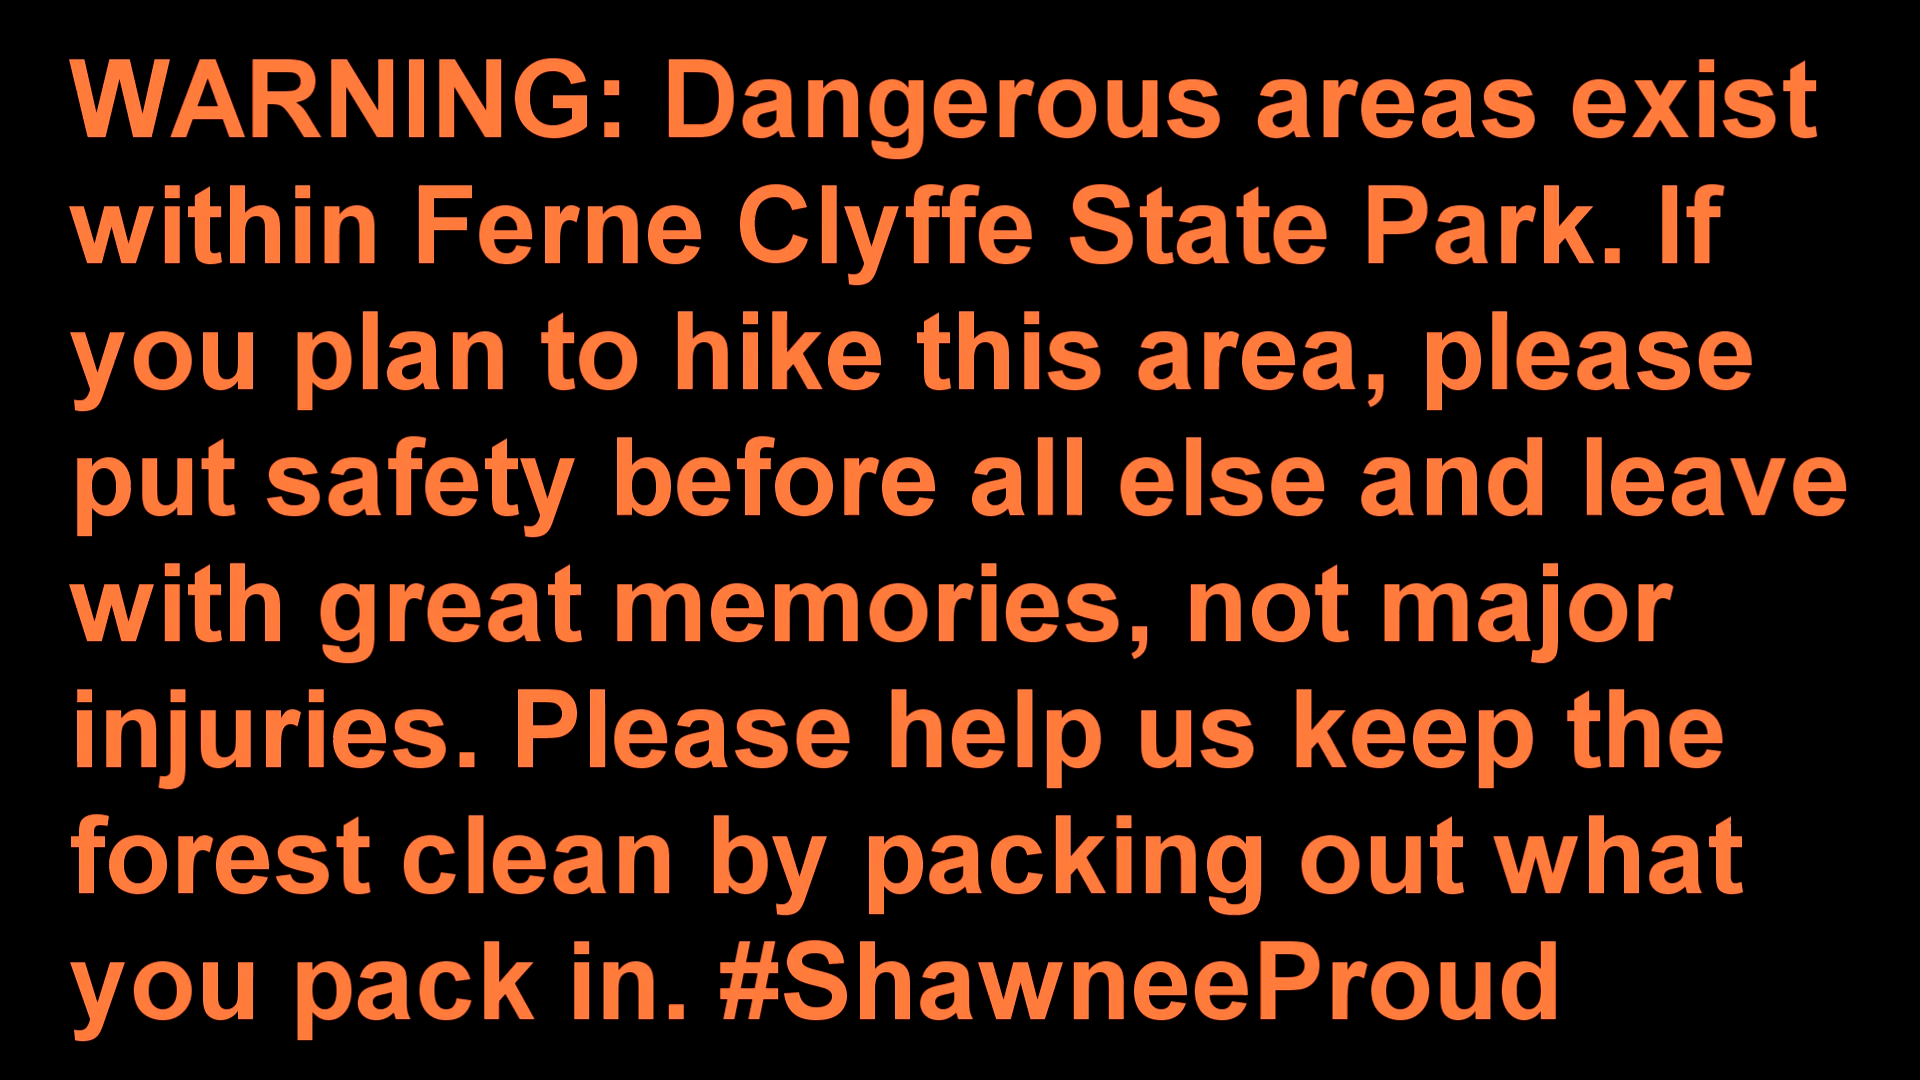 WARNING: Dangerous areas exist
within Ferne Clyffe State Park. If
you plan to hike this area, please
put safety before all else and leave
with great memories, not major
injuries. Please help us keep the
forest clean by packing out what
you pack in. #ShawneeProud